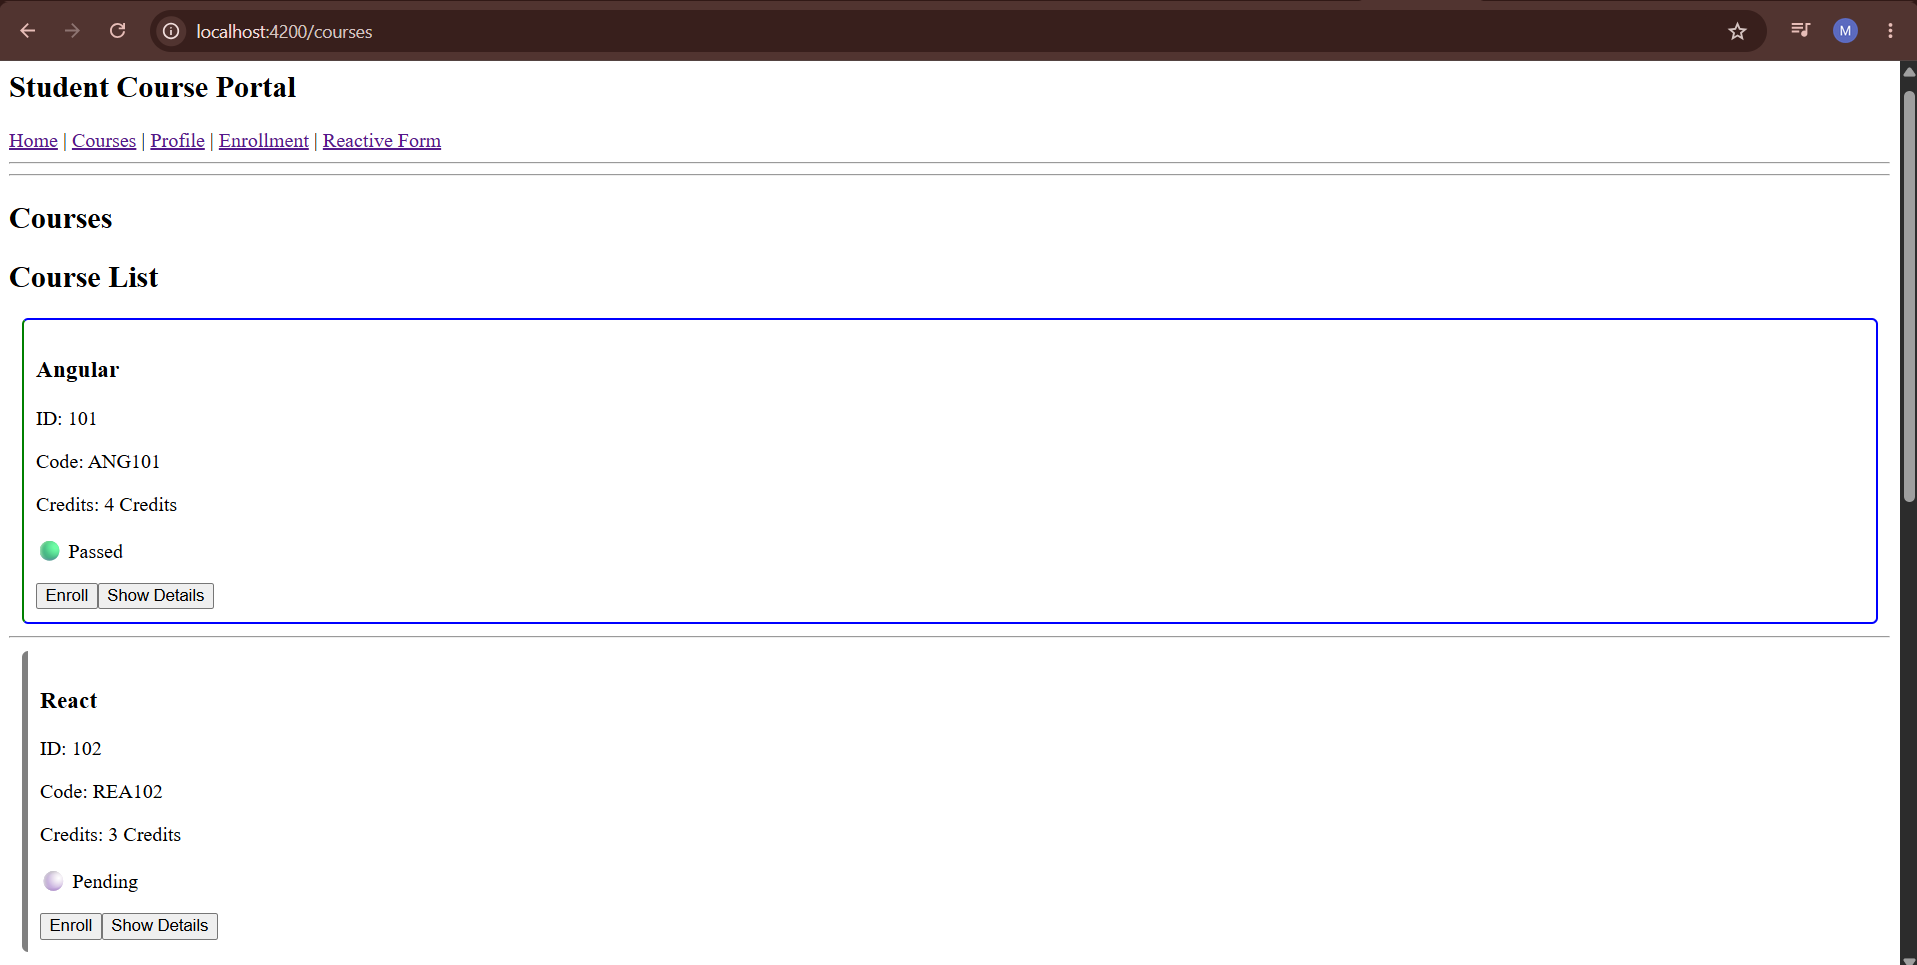 localhost:4200/courses
M
Student Course Portal
Home | Courses | Profile | Enrollment | Reactive Form
Courses
Course List
Angular
ID: 101
Code: ANG101
Credits: 4 Credits
Passed
Enroll Show Details
React
ID: 102
Code: REA102
Credits: 3 Credits
Pending
Enroll Show Details